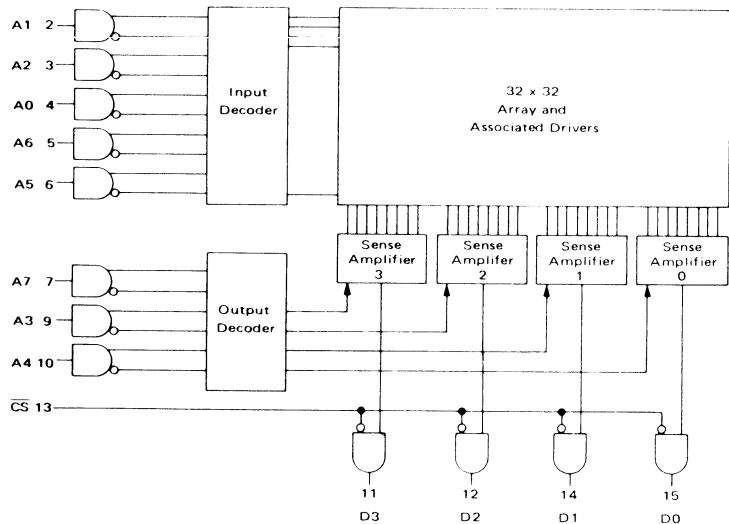 A1 2
A2 3
A0 4
A6 5
A5 6
Input
Decoder
32 × 32
Array and
Associated Drivers
Sense
Amplifier
3
Sense
Amplifer
2
Sense
Amplifier
1
Sense
Amplifier
0
A7 7
A3 9
A4 10
Output
Decoder
CS 13
11
12
14
15
D3
D2
D1
D0